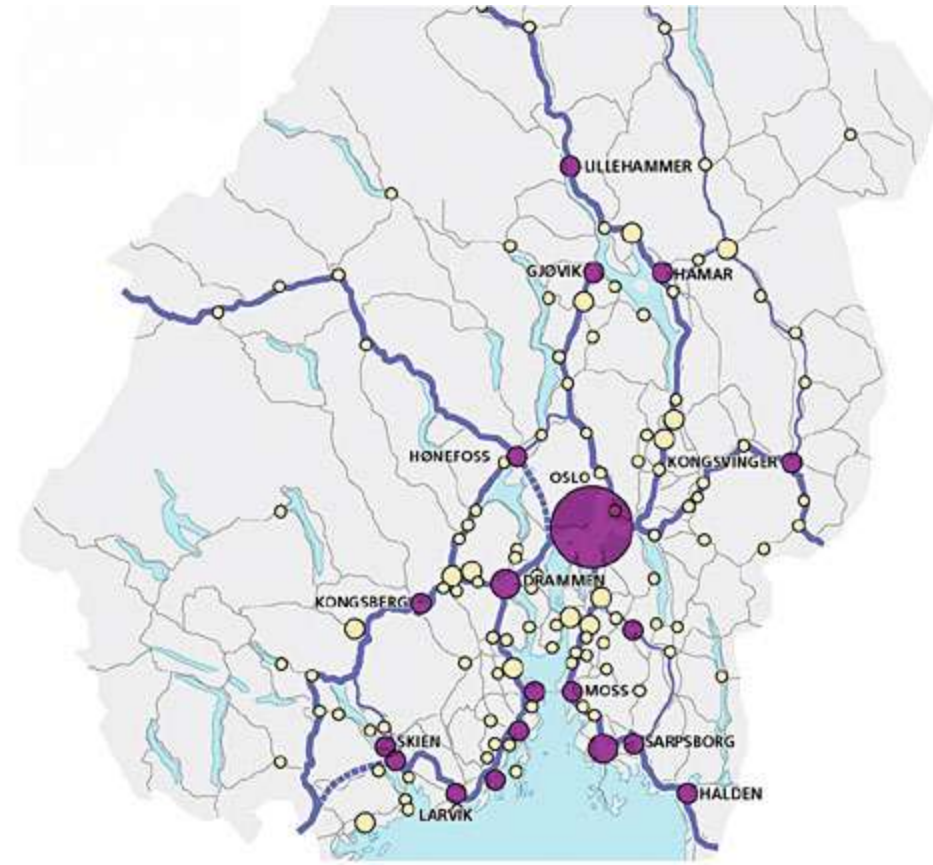 LILLEHAMMER
GJØVIK
HAMAR
HØNEFOSS
KONGSVINGER
OSLO
DRAMMEN
KONGSBERG
MOSS
SKIEN
SARPSBORG
HALDEN
LARVIK